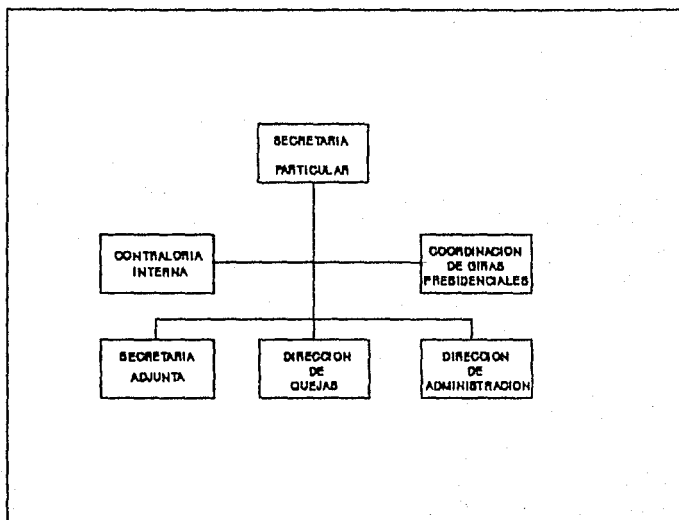 SECRETARIA
PARTICULAR
CONTRALORIA
INTERNA
COORDINACION
DE GIRAS
PRESIDENCIALES
SECRETARIA
ADJUNTA
DIRECCION
DE
QUEJAS
DIRECCION
DE
ADMINISTRACION